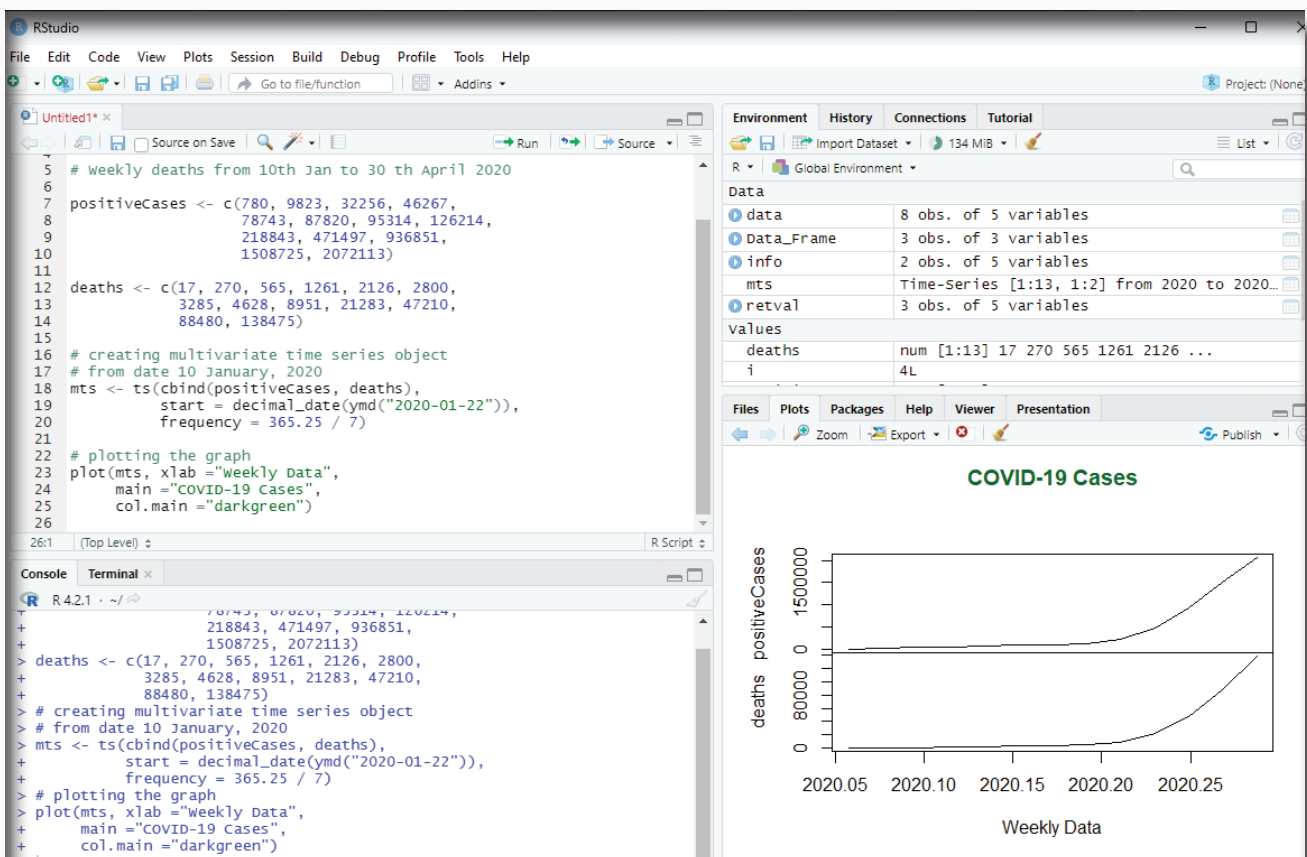 RStudio
File Edit Code View Plots Session Build Debug Profile Tools Help
Go to file/function Addins Project: (None)
Untitled1*
Source on Save Run Source
4
5 # Weekly deaths from 10th Jan to 30 th April 2020
6
7 positiveCases <- c(780, 9823, 32256, 46267,
8 78743, 87820, 95314, 126214,
9 218843, 471497, 936851,
10 1508725, 2072113)
11
12 deaths <- c(17, 270, 565, 1261, 2126, 2800,
13 3285, 4628, 8951, 21283, 47210,
14 88480, 138475)
15
16 # creating multivariate time series object
17 # from date 10 January, 2020
18 mts <- ts(cbind(positiveCases, deaths),
19 start = decimal_date(ymd("2020-01-22")),
20 frequency = 365.25 / 7)
21
22 # plotting the graph
23 plot(mts, xlab ="Weekly Data",
24 main ="COVID-19 Cases",
25 col.main ="darkgreen")
26
26:1 (Top Level) R Script
Console Terminal
R 4.2.1 · ~/
+ 78743, 87820, 95314, 126214,
+ 218843, 471497, 936851,
+ 1508725, 2072113)
> deaths <- c(17, 270, 565, 1261, 2126, 2800,
+ 3285, 4628, 8951, 21283, 47210,
+ 88480, 138475)
> # creating multivariate time series object
> # from date 10 January, 2020
> mts <- ts(cbind(positiveCases, deaths),
+ start = decimal_date(ymd("2020-01-22")),
+ frequency = 365.25 / 7)
> # plotting the graph
> plot(mts, xlab ="Weekly Data",
+ main ="COVID-19 Cases",
+ col.main ="darkgreen")
Environment History Connections Tutorial
Import Dataset 134 MiB List
R Global Environment
Data
data 8 obs. of 5 variables
Data_Frame 3 obs. of 3 variables
info 2 obs. of 5 variables
mts Time-Series [1:13, 1:2] from 2020 to 2020…
retval 3 obs. of 5 variables
Values
deaths num [1:13] 17 270 565 1261 2126 ...
i 4L
Files Plots Packages Help Viewer Presentation
Zoom Export Publish
COVID-19 Cases
positiveCases
1500000
0
deaths
80000
0
2020.05 2020.10 2020.15 2020.20 2020.25
Weekly Data